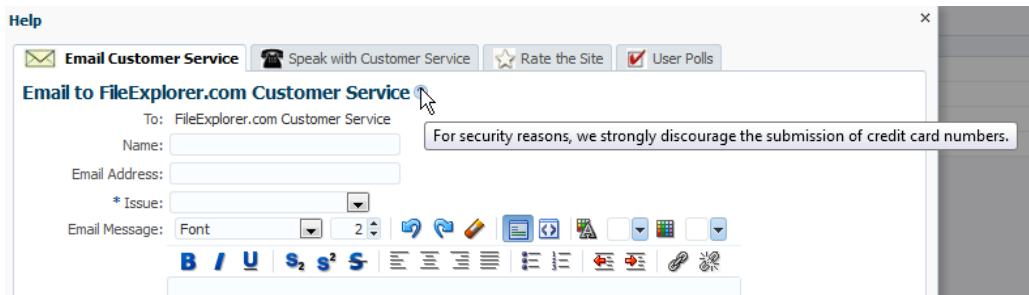 Help
Email Customer Service Speak with Customer Service Rate the Site User Polls
Email to FileExplorer.com Customer Service
To: FileExplorer.com Customer Service
For security reasons, we strongly discourage the submission of credit card numbers.
Name:
Email Address:
* Issue:
Email Message: Font 2
B I U S2 S2 S